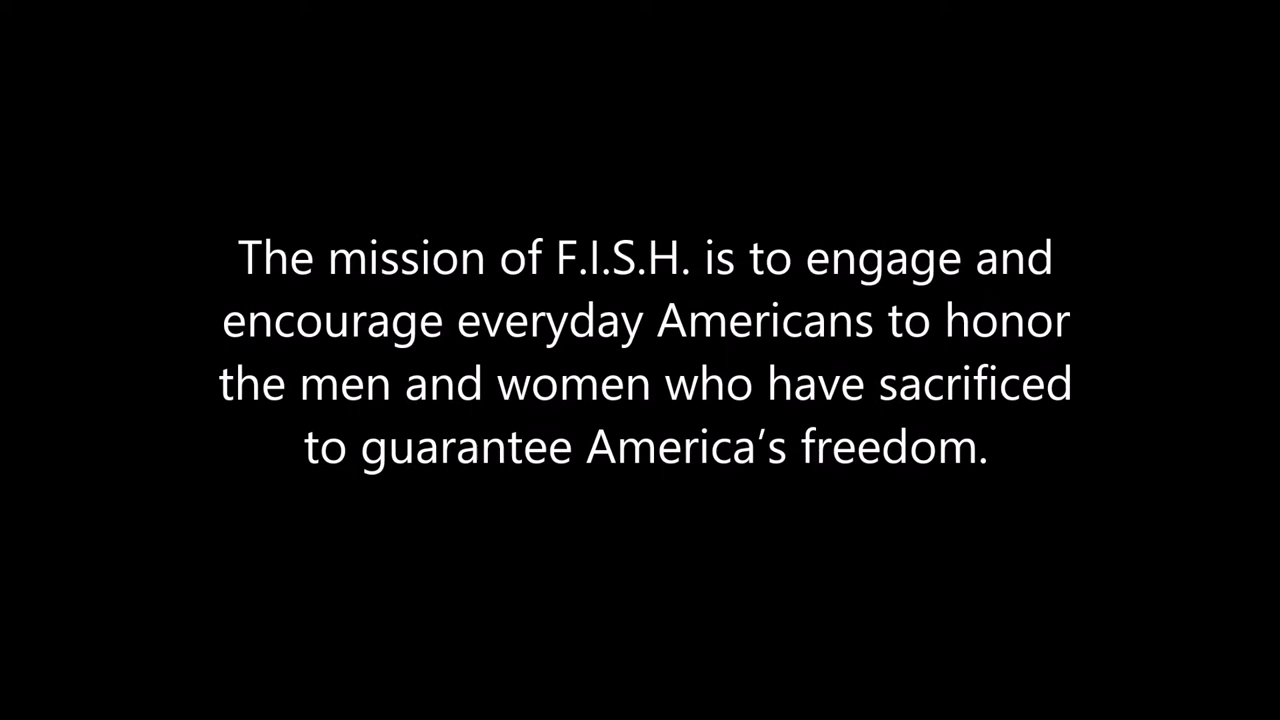 The mission of F.I.S.H. is to engage and
encourage everyday Americans to honor
the men and women who have sacrificed
to guarantee America’s freedom.